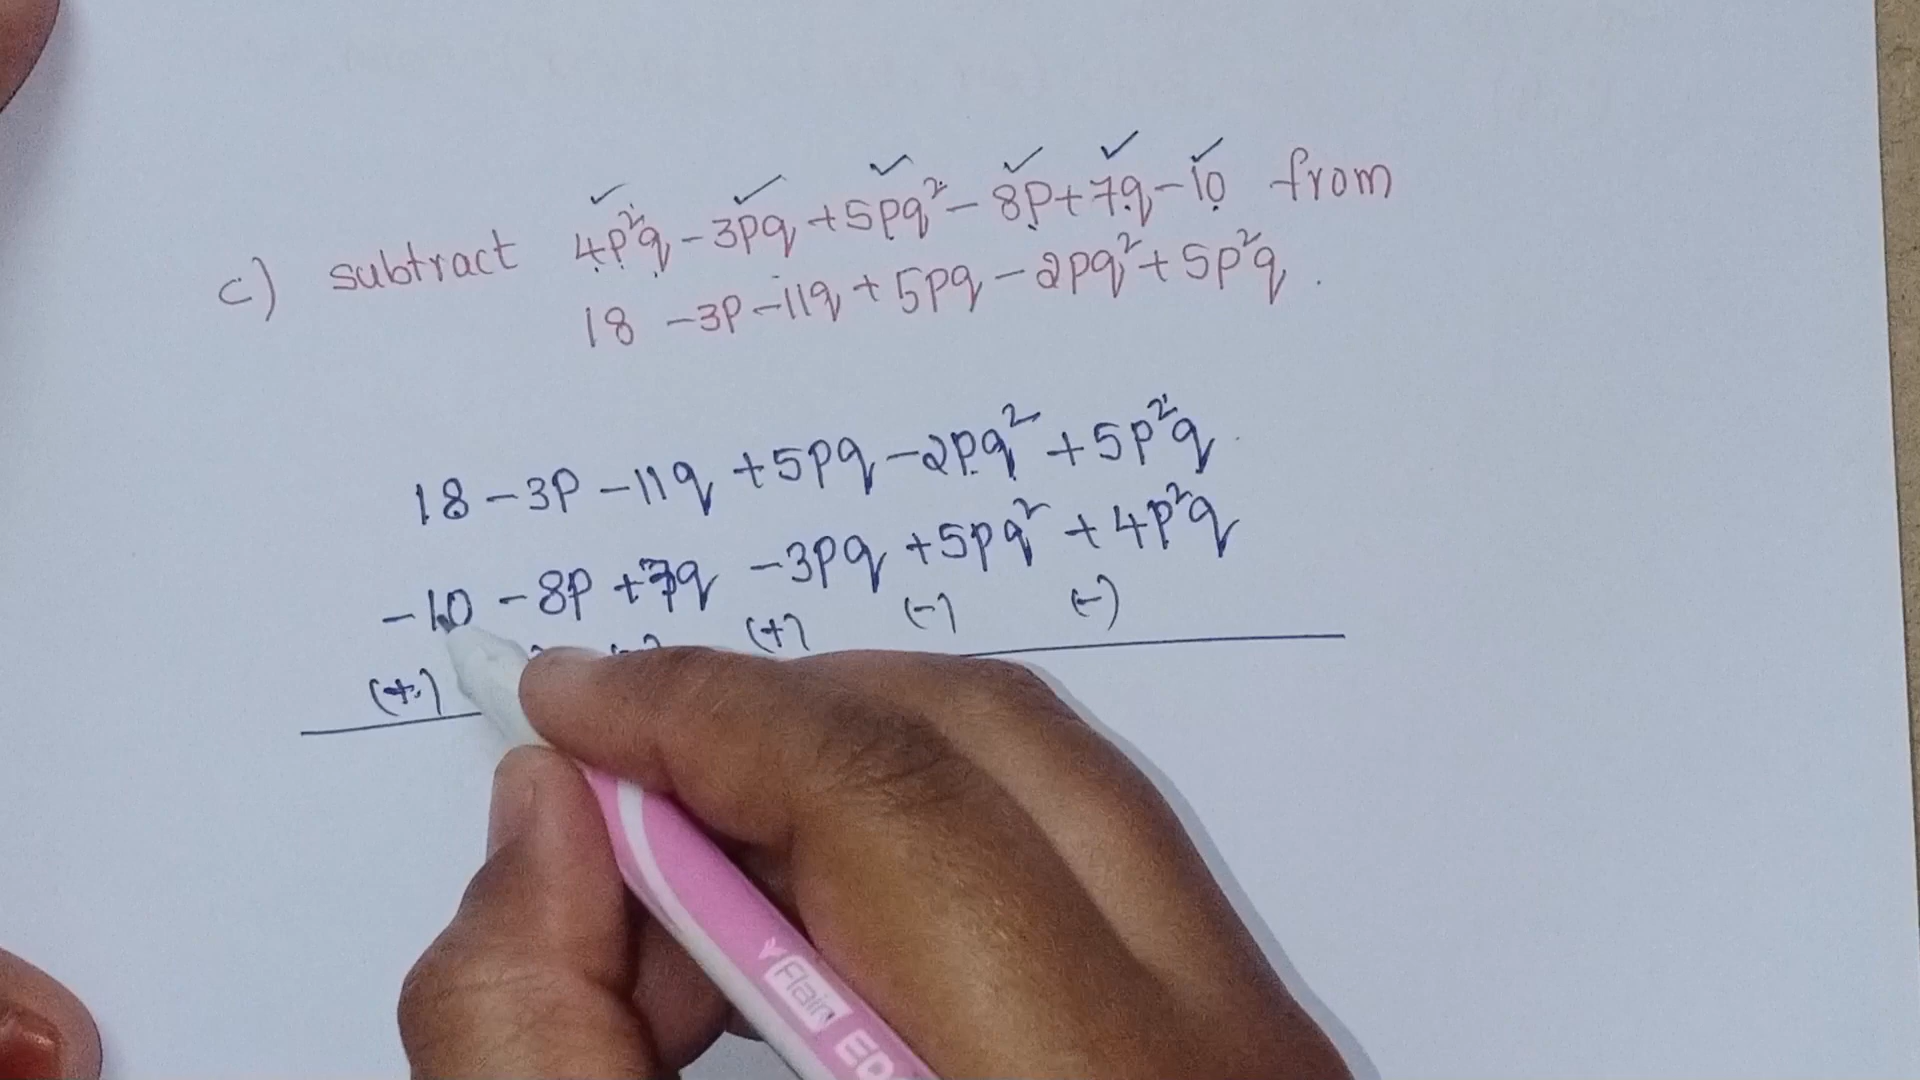 c) subtract 4p²q - 3pq + 5pq² - 8p + 7q - 10 from
18 - 3p - 11q + 5pq - 2pq² + 5p²q.
18 - 3p - 11q + 5pq - 2pq² + 5p²q
- 10 - 8p + 7q - 3pq + 5pq² + 4p²q
(+) (+) (-) (-)
Flair